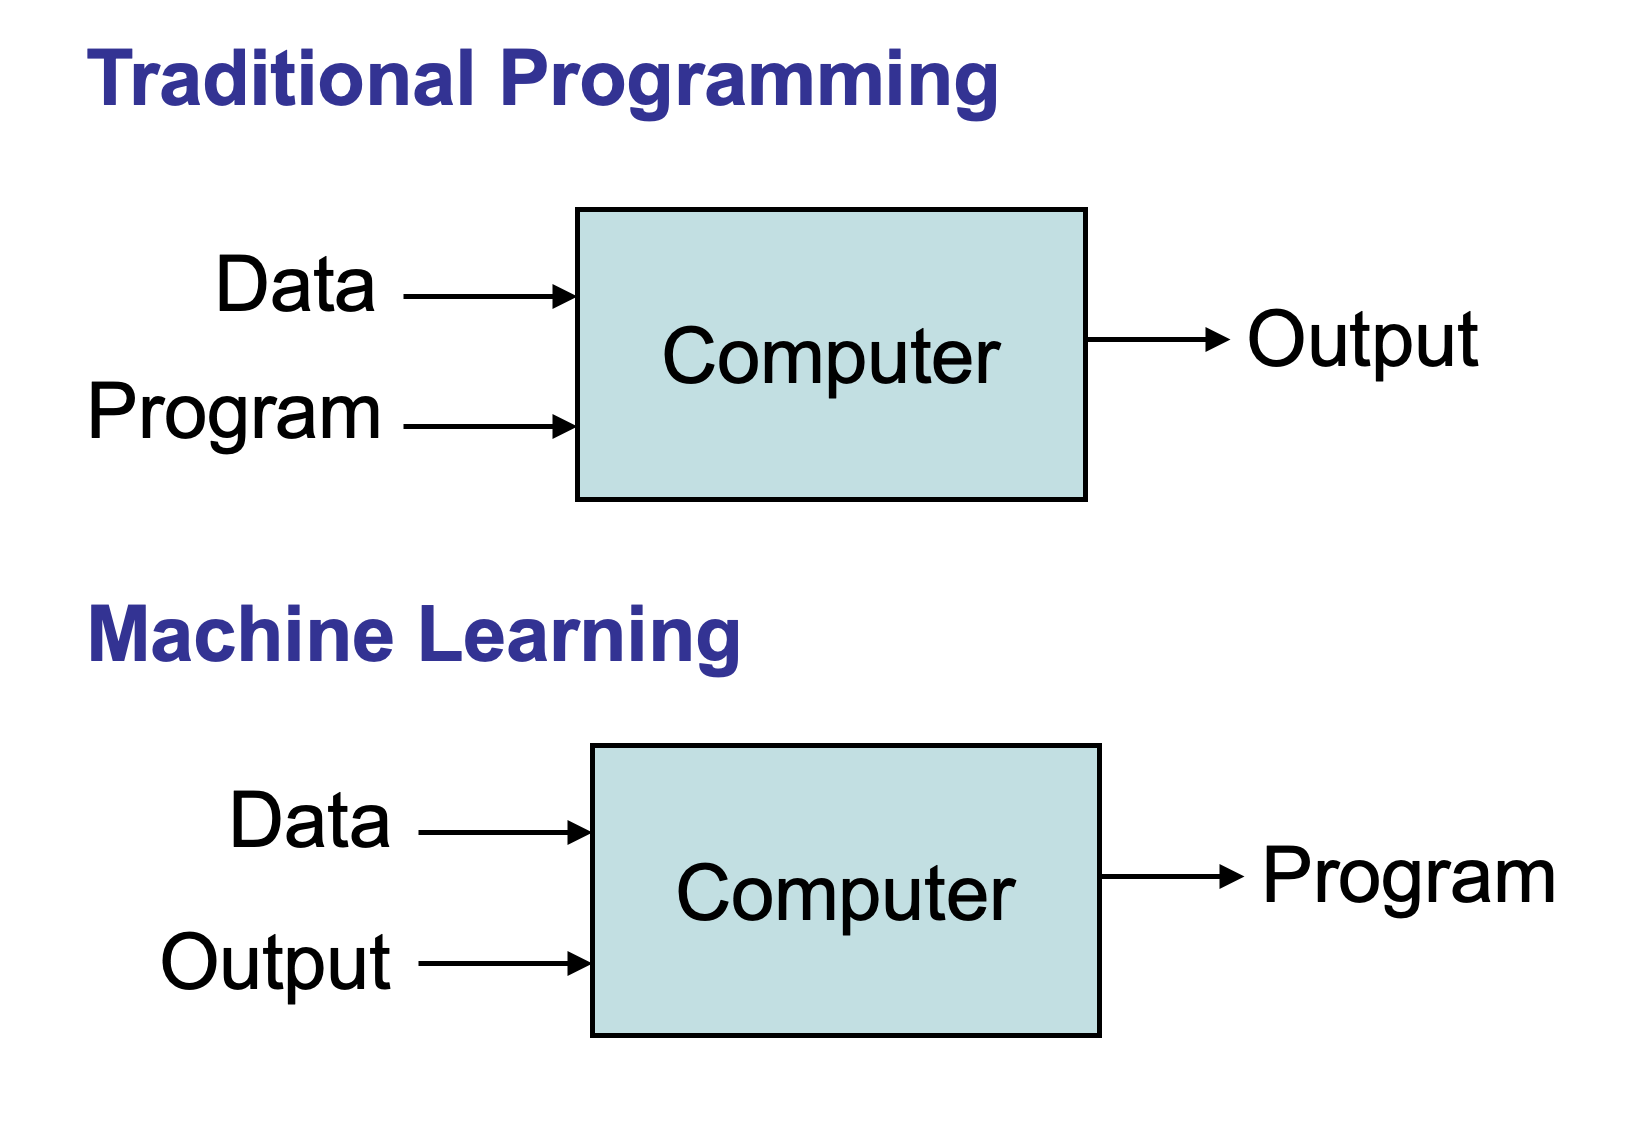 Traditional Programming
Data
Program
Computer
Output
Machine Learning
Data
Output
Computer
Program